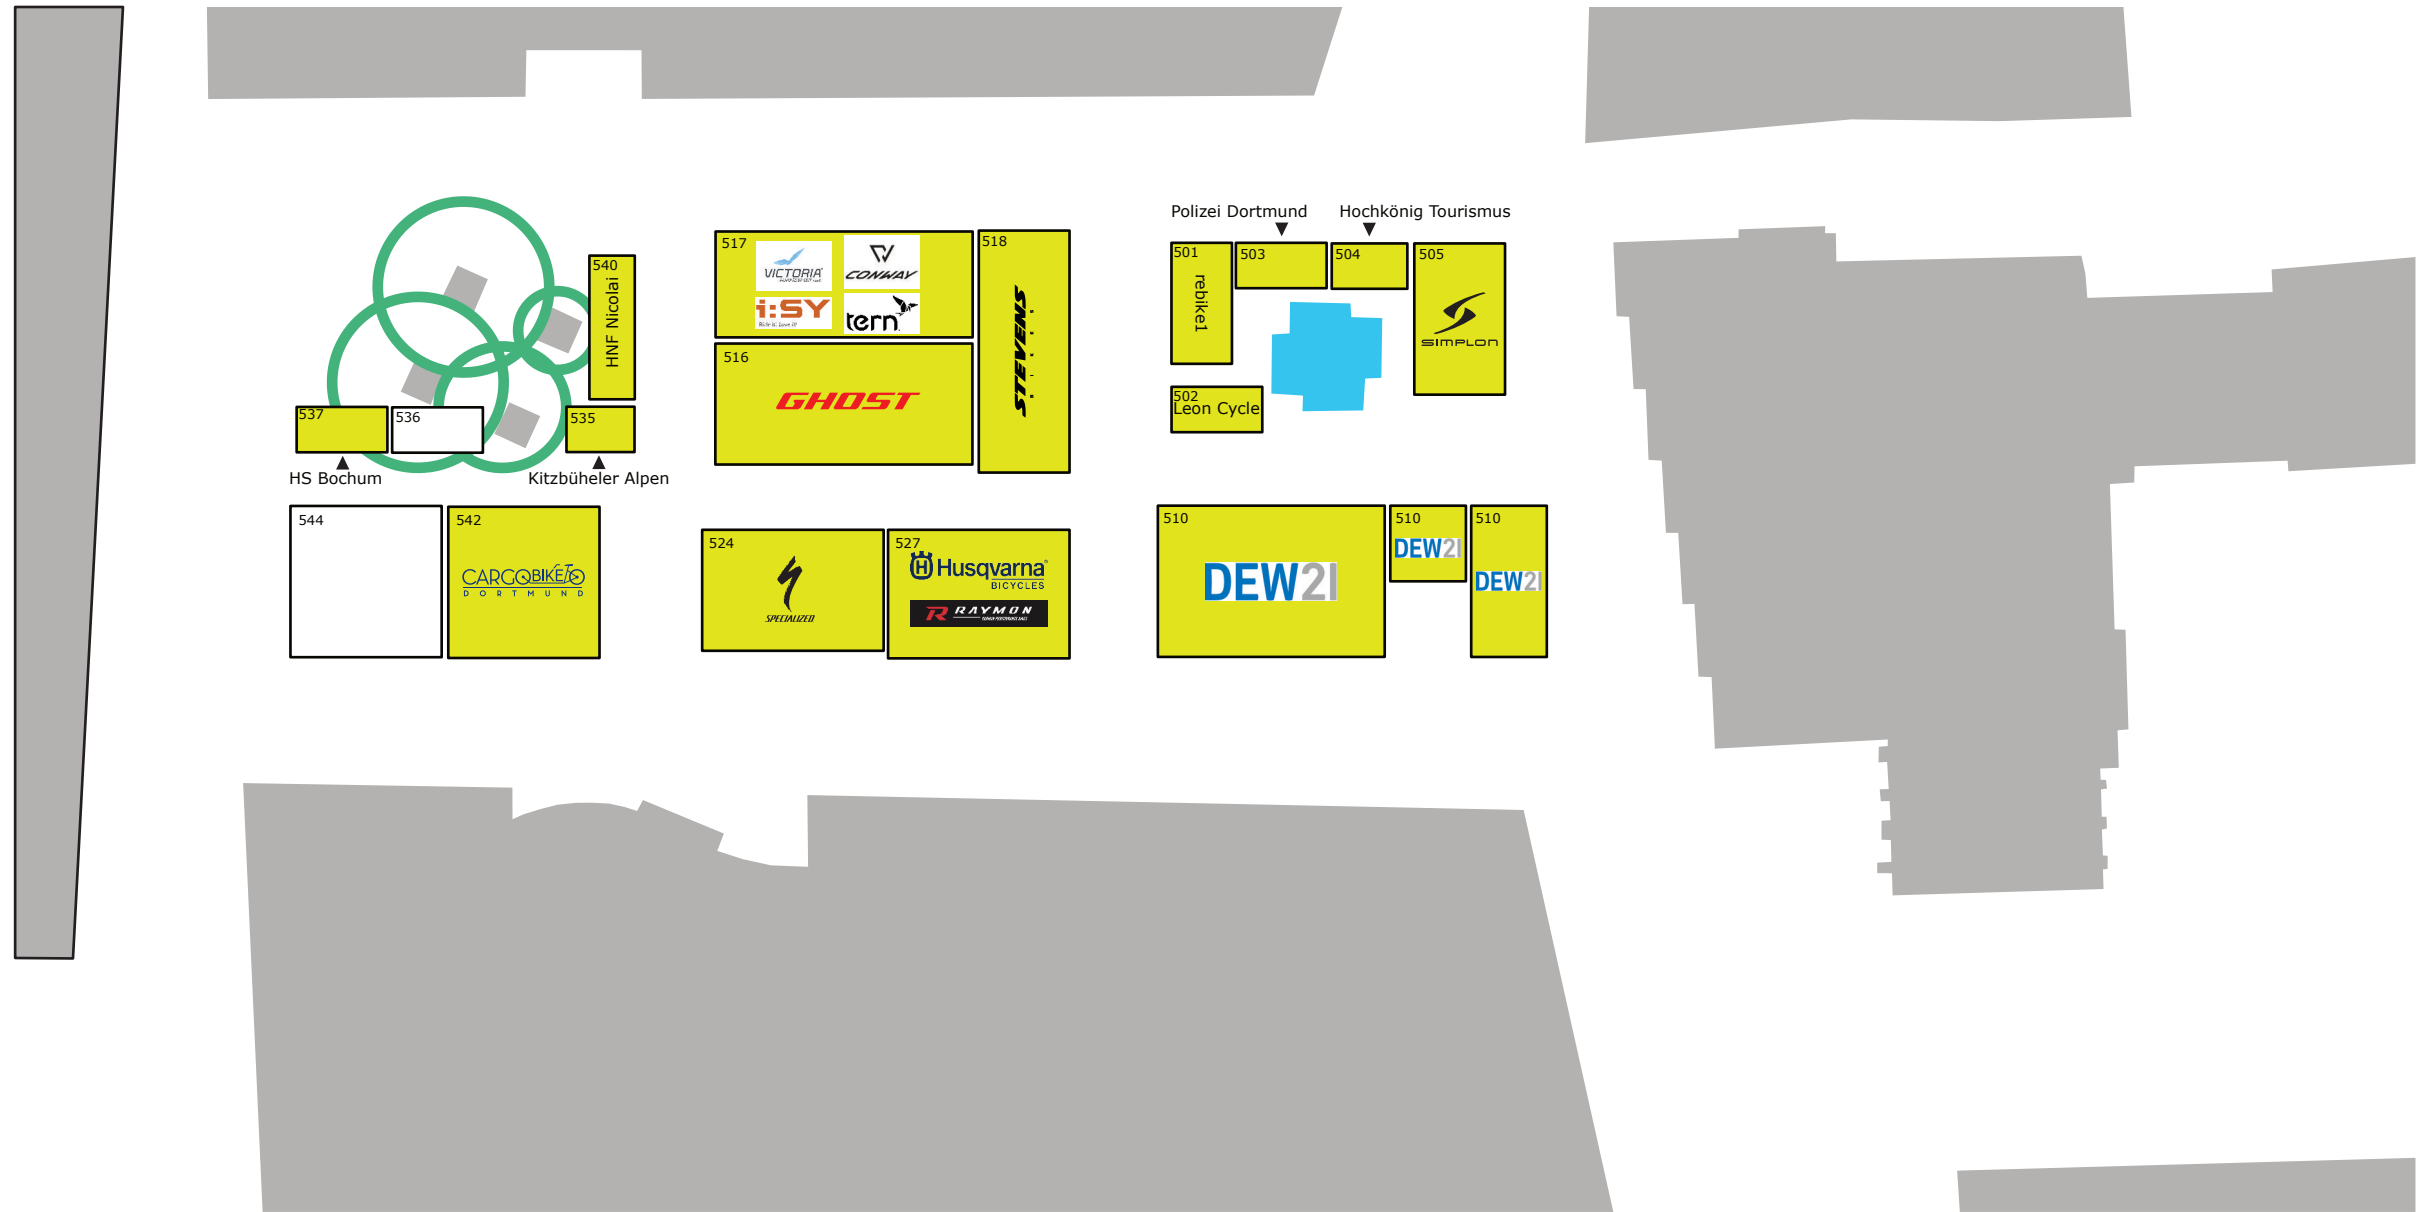 Polizei Dortmund
Hochkönig Tourismus
540
HNF Nicolai
517
VICTORIA
CONWAY
i:SY
tern
518
STEVENS
BIKES
501
rebike1
503
504
505
SIMPLON
516
GHOST
502
Leon Cycle
537
536
535
HS Bochum
Kitzbüheler Alpen
544
542
CARGOBIKETO
DORTMUND
524
SPECIALIZED
527
Husqvarna
BICYCLES
R RAYMON
510
DEW21
510
DEW21
510
DEW21